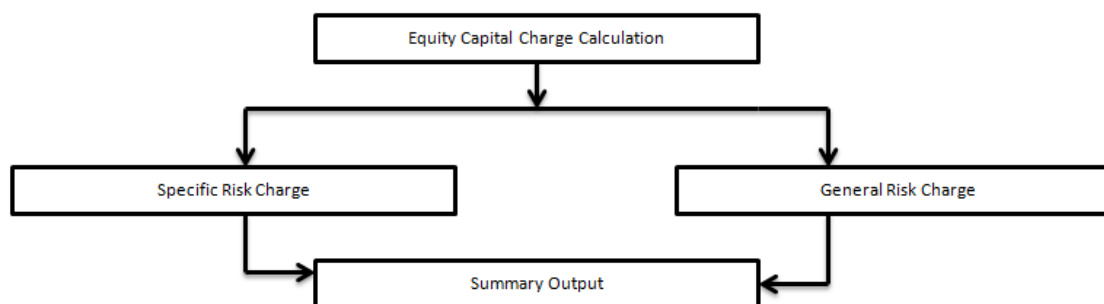 Equity Capital Charge Calculation
Specific Risk Charge
General Risk Charge
Summary Output